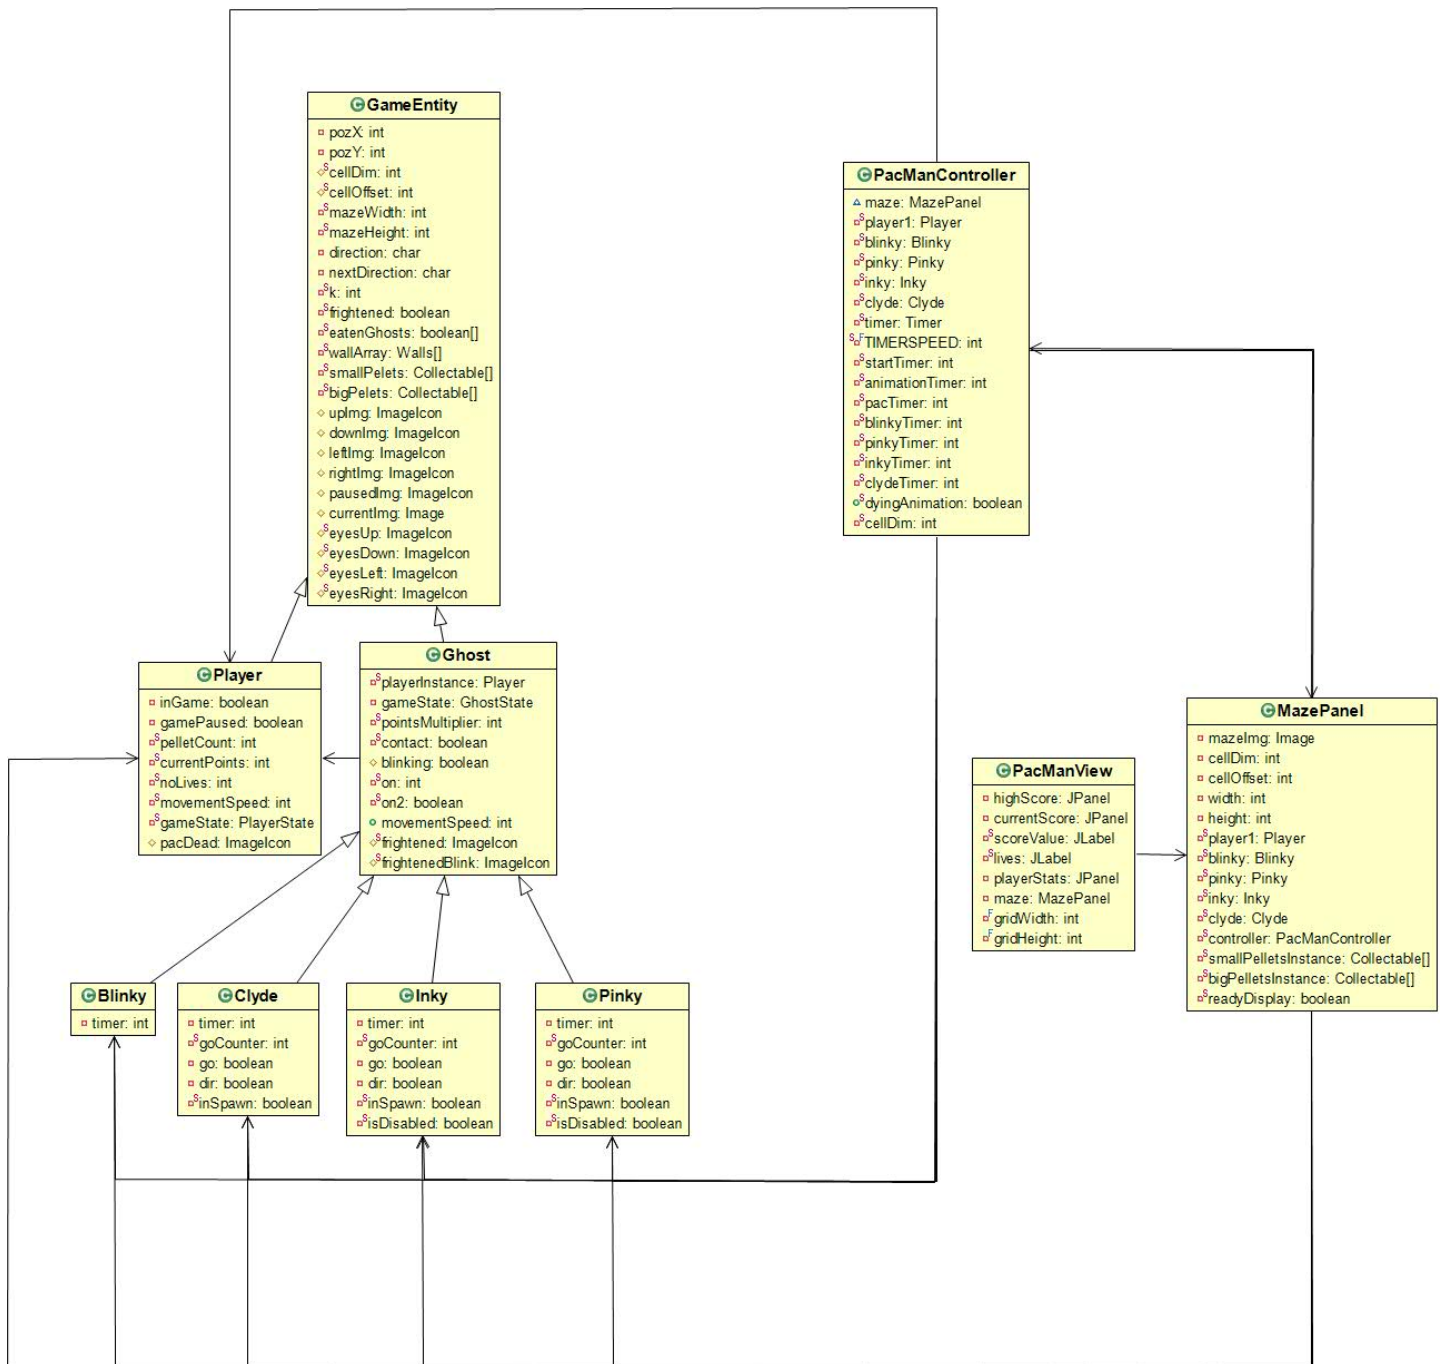 GameEntity
pozX: int
pozY: int
cellDim: int
cellOffset: int
mazeWidth: int
mazeHeight: int
direction: char
nextDirection: char
k: int
frightened: boolean
eatenGhosts: boolean[]
wallArray: Walls[]
smallPelets: Collectable[]
bigPelets: Collectable[]
upImg: ImageIcon
downImg: ImageIcon
leftImg: ImageIcon
rightImg: ImageIcon
pausedImg: ImageIcon
currentImg: Image
eyesUp: ImageIcon
eyesDown: ImageIcon
eyesLeft: ImageIcon
eyesRight: ImageIcon
PacManController
maze: MazePanel
player1: Player
blinky: Blinky
pinky: Pinky
inky: Inky
clyde: Clyde
timer: Timer
TIMERSPEED: int
startTimer: int
animationTimer: int
pacTimer: int
blinkyTimer: int
pinkyTimer: int
inkyTimer: int
clydeTimer: int
dyingAnimation: boolean
cellDim: int
Player
inGame: boolean
gamePaused: boolean
pelletCount: int
currentPoints: int
noLives: int
movementSpeed: int
gameState: PlayerState
pacDead: ImageIcon
Ghost
playerInstance: Player
gameState: GhostState
pointsMultiplier: int
contact: boolean
blinking: boolean
on: int
on2: boolean
movementSpeed: int
frightened: ImageIcon
frightenedBlink: ImageIcon
PacManView
highScore: JPanel
currentScore: JPanel
scoreValue: JLabel
lives: JLabel
playerStats: JPanel
maze: MazePanel
gridWidth: int
gridHeight: int
MazePanel
mazeImg: Image
cellDim: int
cellOffset: int
width: int
height: int
player1: Player
blinky: Blinky
pinky: Pinky
inky: Inky
clyde: Clyde
controller: PacManController
smallPelletsInstance: Collectable[]
bigPelletsInstance: Collectable[]
readyDisplay: boolean
Blinky
timer: int
Clyde
timer: int
goCounter: int
go: boolean
dir: boolean
inSpawn: boolean
Inky
timer: int
goCounter: int
go: boolean
dir: boolean
inSpawn: boolean
isDisabled: boolean
Pinky
timer: int
goCounter: int
go: boolean
dir: boolean
inSpawn: boolean
isDisabled: boolean